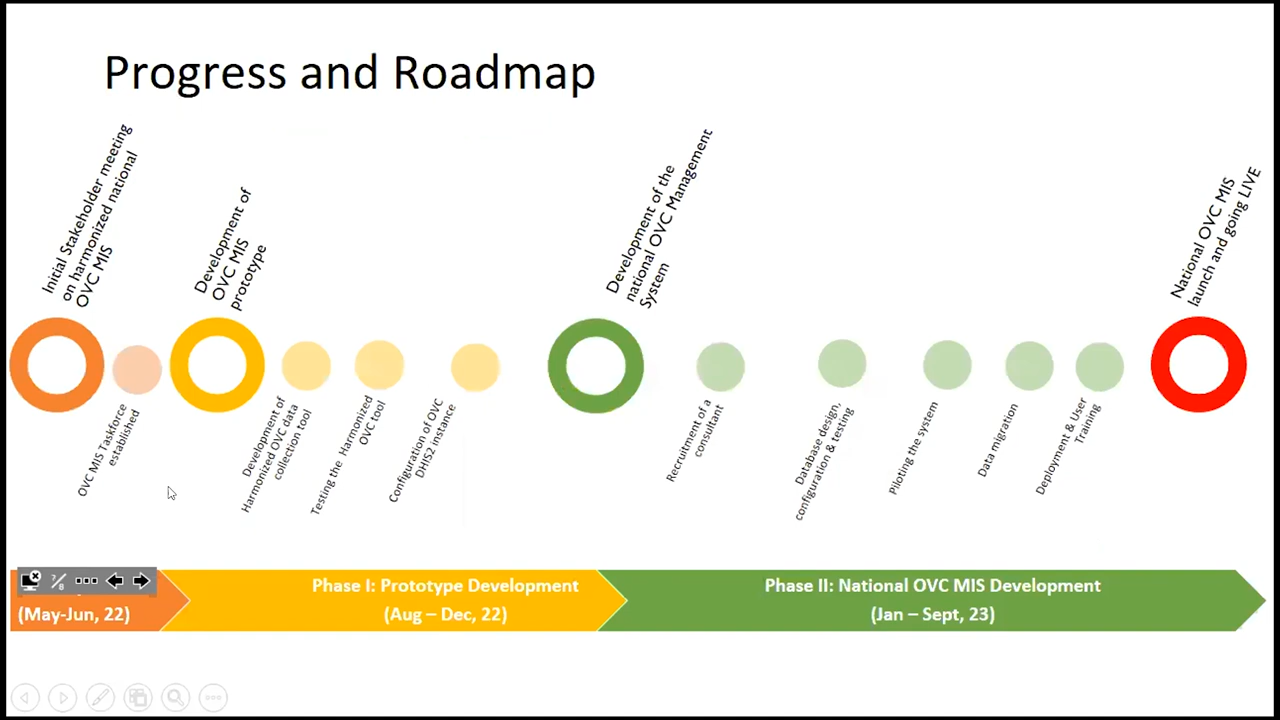 Progress and Roadmap
Initial Stakeholder meeting
on harmonized national
OVC MIS
Development of
OVC MIS
prototype
Development of the
national OVC Management
System
National OVC MIS
launch and going LIVE
OVC MIS Taskforce
established
Development of
Harmonized OVC data
collection tool
Testing the Harmonized
OVC tool
Configuration of OVC
DHIS2 instance
Recruitment of a
consultant
Database design,
configuration & testing
Piloting the system
Data migration
Deployment & User
Training
(May-Jun, 22)
Phase I: Prototype Development
(Aug – Dec, 22)
Phase II: National OVC MIS Development
(Jan – Sept, 23)
7/8